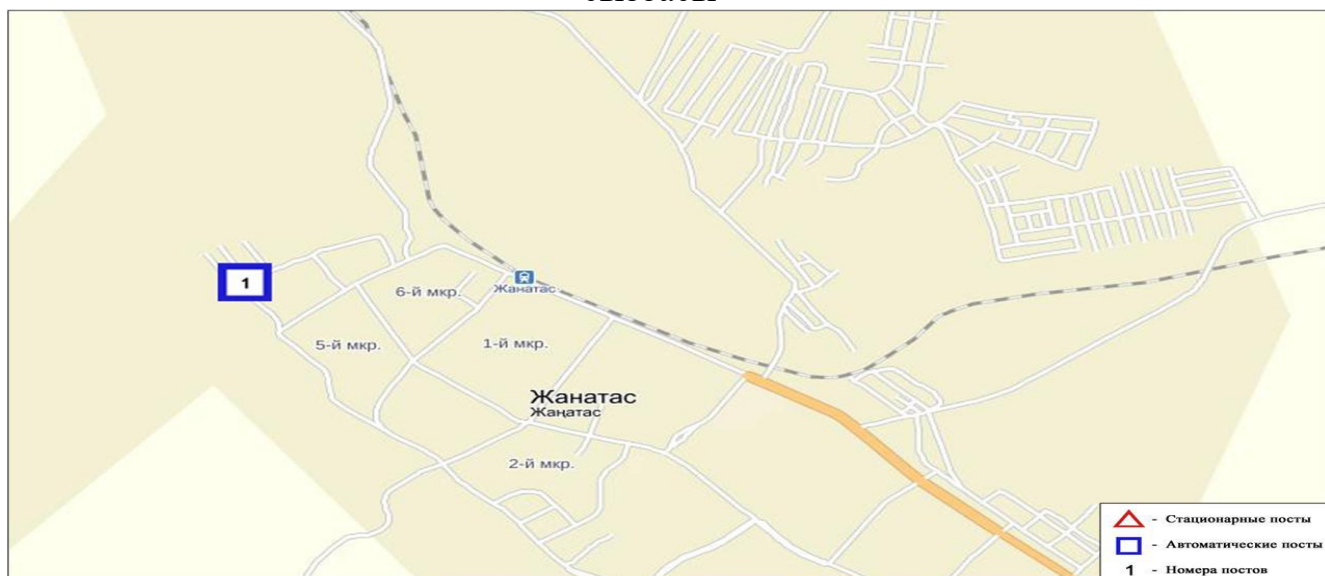 1
6-й мкр.
Жанатас
5-й мкр.
1-й мкр.
Жанатас
Жаңатас
2-й мкр.
- Стационарные посты
- Автоматические посты
1 - Номера постов